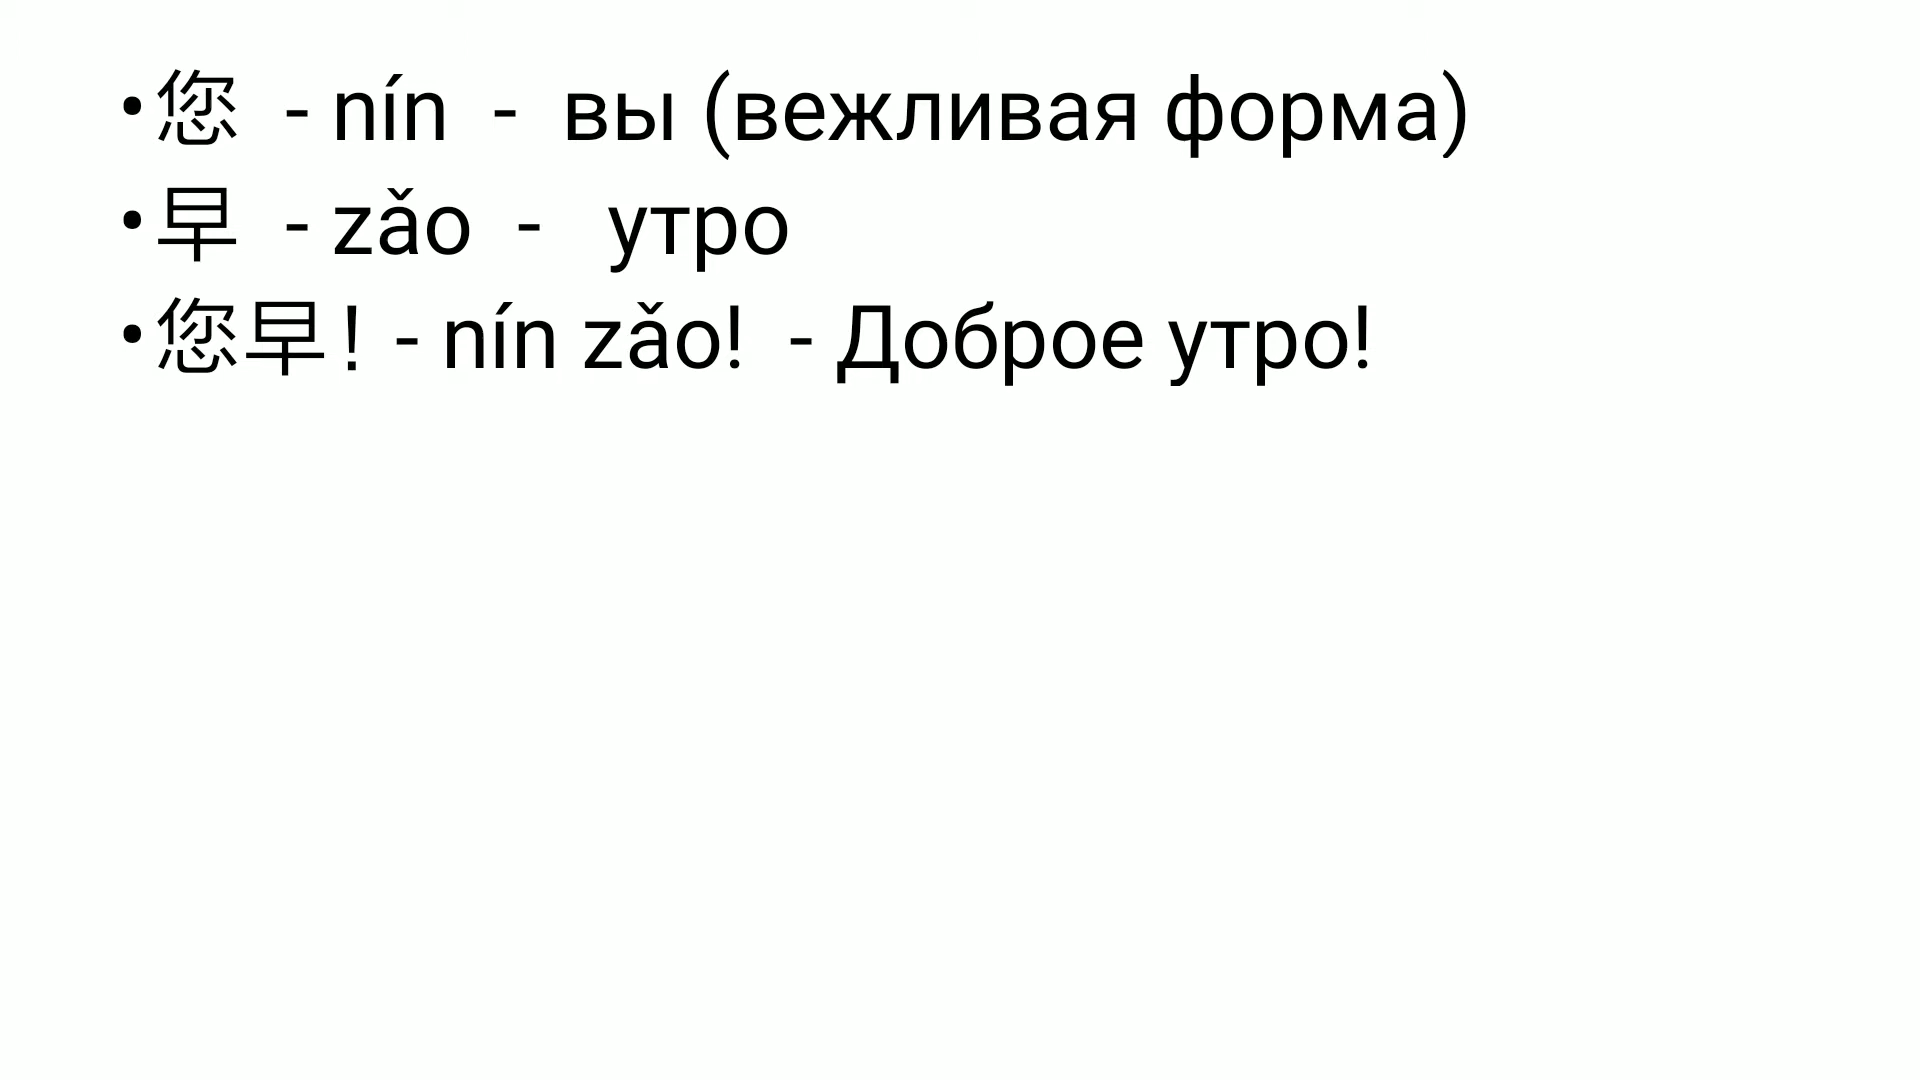 •您 - nín - вы (вежливая форма)
•早 - zǎo - утро
•您早! - nín zǎo! - Доброе утро!